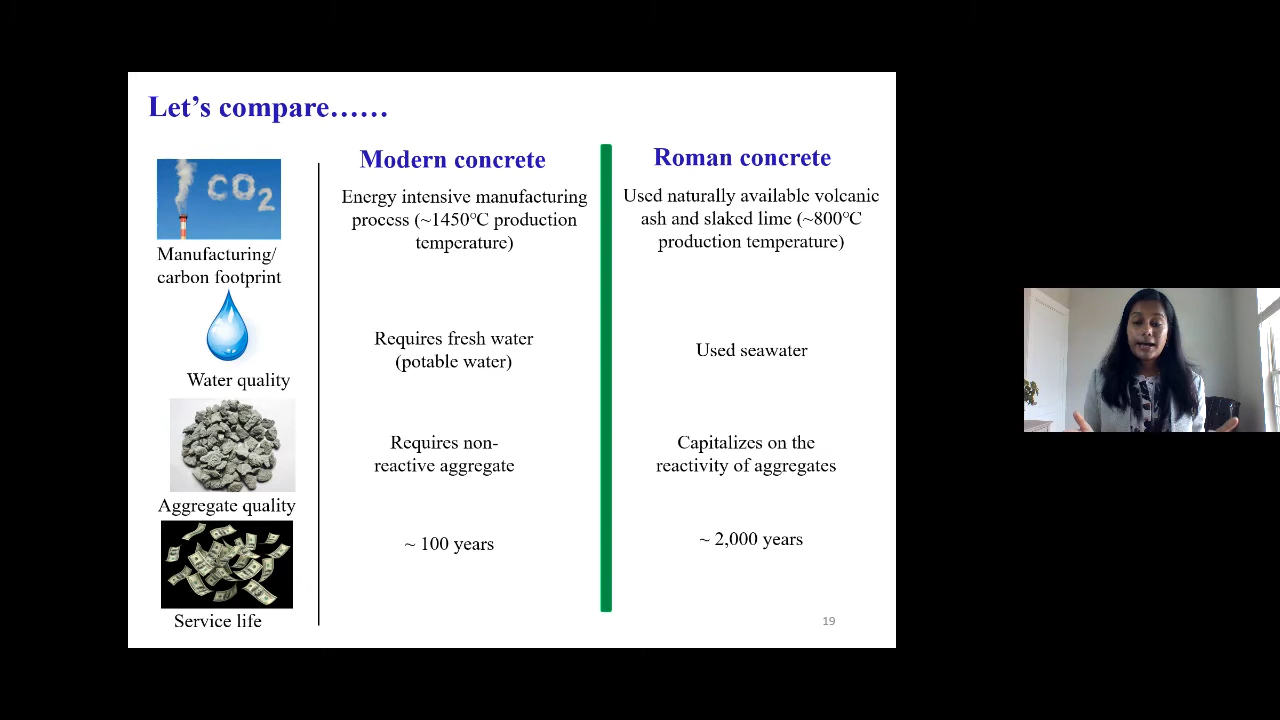 Let's compare……
Modern concrete
Roman concrete
CO2
Manufacturing/
carbon footprint
Energy intensive manufacturing
process (~1450℃ production
temperature)
Used naturally available volcanic
ash and slaked lime (~800℃
production temperature)
Water quality
Requires fresh water
(potable water)
Used seawater
Aggregate quality
Requires non-
reactive aggregate
Capitalizes on the
reactivity of aggregates
Service life
~ 100 years
~ 2,000 years
19